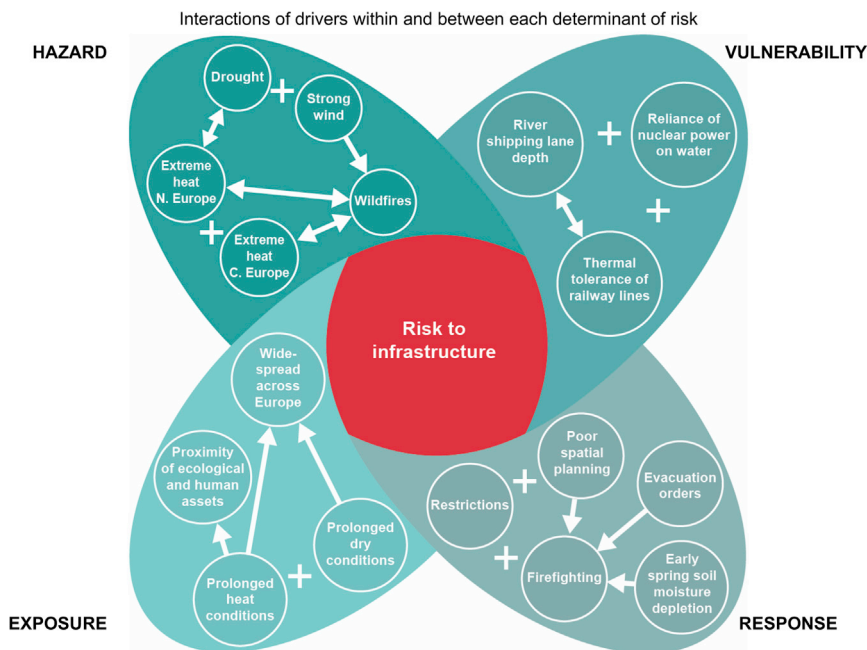 Interactions of drivers within and between each determinant of risk
HAZARD
VULNERABILITY
Drought
Strong
wind
Extreme
heat
N. Europe
Wildfires
Extreme
heat
C. Europe
River
shipping lane
depth
Reliance of
nuclear power
on water
Thermal
tolerance of
railway lines
Risk to
infrastructure
Wide-
spread
across
Europe
Proximity
of ecological
and human
assets
Prolonged
dry
conditions
Prolonged
heat
conditions
Poor
spatial
planning
Restrictions
Evacuation
orders
Firefighting
Early
spring soil
moisture
depletion
EXPOSURE
RESPONSE